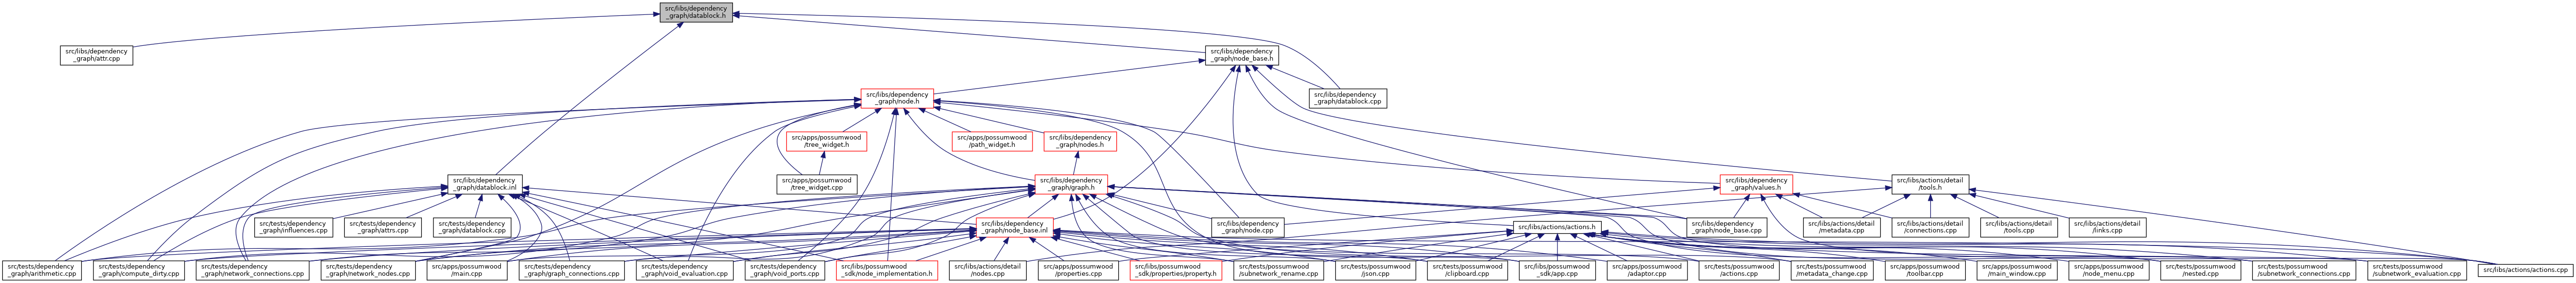 src/libs/dependency
_graph/datablock.h
src/libs/dependency
_graph/attr.cpp
src/libs/dependency
_graph/node_base.h
src/libs/dependency
_graph/node.h
src/libs/dependency
_graph/datablock.cpp
src/apps/possumwood
/tree_widget.h
src/apps/possumwood
/path_widget.h
src/libs/dependency
_graph/nodes.h
src/libs/dependency
_graph/datablock.inl
src/apps/possumwood
/tree_widget.cpp
src/libs/dependency
_graph/graph.h
src/libs/dependency
_graph/values.h
src/libs/actions/detail
/tools.h
src/tests/dependency
_graph/influences.cpp
src/tests/dependency
_graph/attrs.cpp
src/tests/dependency
_graph/datablock.cpp
src/libs/dependency
_graph/node_base.inl
src/libs/dependency
_graph/node.cpp
src/libs/actions/actions.h
src/libs/dependency
_graph/node_base.cpp
src/libs/actions/detail
/metadata.cpp
src/libs/actions/detail
/connections.cpp
src/libs/actions/detail
/tools.cpp
src/libs/actions/detail
/links.cpp
src/tests/dependency
_graph/arithmetic.cpp
src/tests/dependency
_graph/compute_dirty.cpp
src/tests/dependency
_graph/network_connections.cpp
src/tests/dependency
_graph/network_nodes.cpp
src/apps/possumwood
/main.cpp
src/tests/dependency
_graph/graph_connections.cpp
src/tests/dependency
_graph/void_evaluation.cpp
src/tests/dependency
_graph/void_ports.cpp
src/libs/possumwood
_sdk/node_implementation.h
src/libs/actions/detail
/nodes.cpp
src/apps/possumwood
/properties.cpp
src/libs/possumwood
_sdk/properties/property.h
src/tests/possumwood
/subnetwork_rename.cpp
src/tests/possumwood
/json.cpp
src/tests/possumwood
/clipboard.cpp
src/libs/possumwood
_sdk/app.cpp
src/apps/possumwood
/adaptor.cpp
src/tests/possumwood
/actions.cpp
src/tests/possumwood
/metadata_change.cpp
src/apps/possumwood
/toolbar.cpp
src/apps/possumwood
/main_window.cpp
src/apps/possumwood
/node_menu.cpp
src/tests/possumwood
/nested.cpp
src/tests/possumwood
/subnetwork_connections.cpp
src/tests/possumwood
/subnetwork_evaluation.cpp
src/libs/actions/actions.cpp